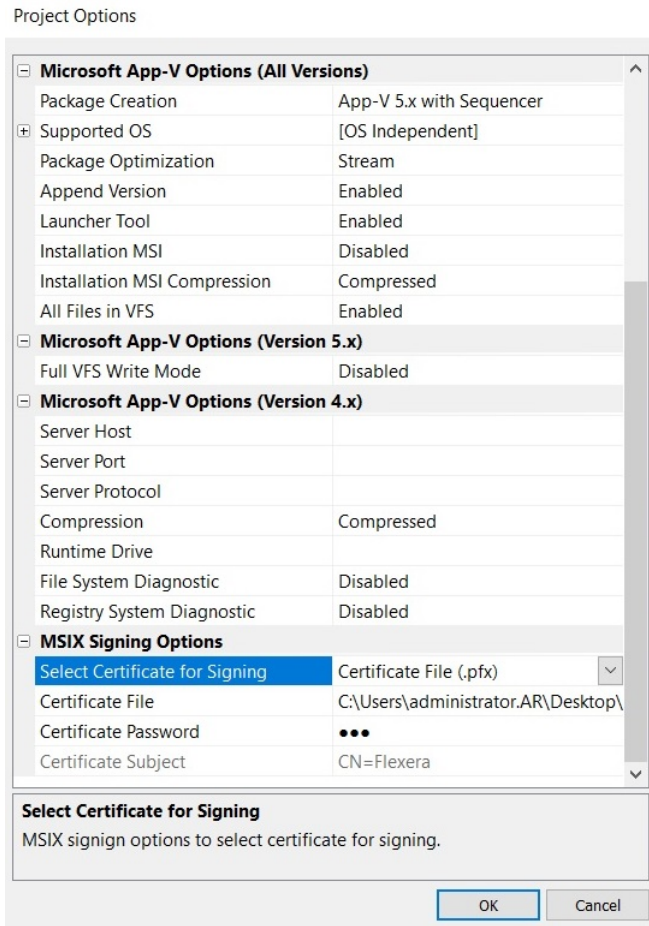 Project Options
Microsoft App-V Options (All Versions)
Package Creation App-V 5.x with Sequencer
Supported OS [OS Independent]
Package Optimization Stream
Append Version Enabled
Launcher Tool Enabled
Installation MSI Disabled
Installation MSI Compression Compressed
All Files in VFS Enabled
Microsoft App-V Options (Version 5.x)
Full VFS Write Mode Disabled
Microsoft App-V Options (Version 4.x)
Server Host
Server Port
Server Protocol
Compression Compressed
Runtime Drive
File System Diagnostic Disabled
Registry System Diagnostic Disabled
MSIX Signing Options
Select Certificate for Signing Certificate File (.pfx)
Certificate File C:\Users\administrator.AR\Desktop\
Certificate Password ●●●
Certificate Subject CN=Flexera
Select Certificate for Signing
MSIX signign options to select certificate for signing.
OK Cancel